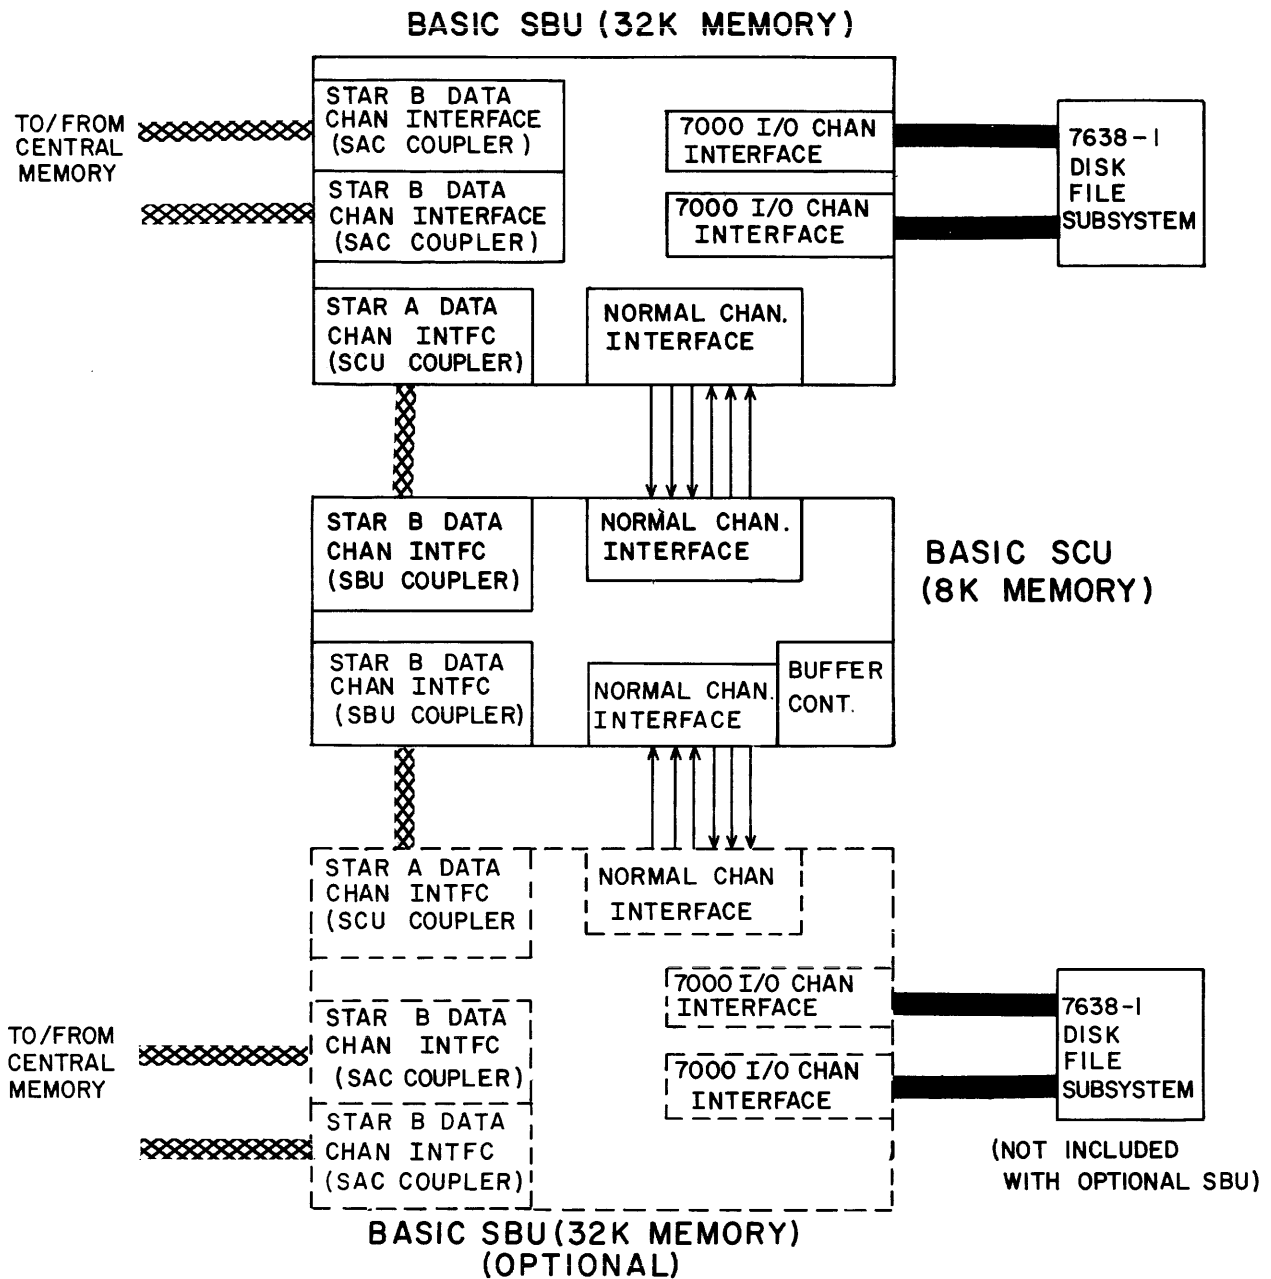 BASIC SBU (32K MEMORY)
TO/FROM
CENTRAL
MEMORY
STAR B DATA
CHAN INTERFACE
(SAC COUPLER)
STAR B DATA
CHAN INTERFACE
(SAC COUPLER)
STAR A DATA
CHAN INTFC
(SCU COUPLER)
7000 I/O CHAN
INTERFACE
7000 I/O CHAN
INTERFACE
NORMAL CHAN.
INTERFACE
7638-1
DISK
FILE
SUBSYSTEM
STAR B DATA
CHAN INTFC
(SBU COUPLER)
NORMAL CHAN.
INTERFACE
BASIC SCU
(8K MEMORY)
STAR B DATA
CHAN INTFC
(SBU COUPLER)
NORMAL CHAN.
INTERFACE
BUFFER
CONT.
STAR A DATA
CHAN INTFC
(SCU COUPLER
NORMAL CHAN
INTERFACE
TO/FROM
CENTRAL
MEMORY
STAR B DATA
CHAN INTFC
(SAC COUPLER)
STAR B DATA
CHAN INTFC
(SAC COUPLER)
7000 I/O CHAN
INTERFACE
7000 I/O CHAN
INTERFACE
7638-1
DISK
FILE
SUBSYSTEM
(NOT INCLUDED
WITH OPTIONAL SBU)
BASIC SBU (32K MEMORY)
(OPTIONAL)